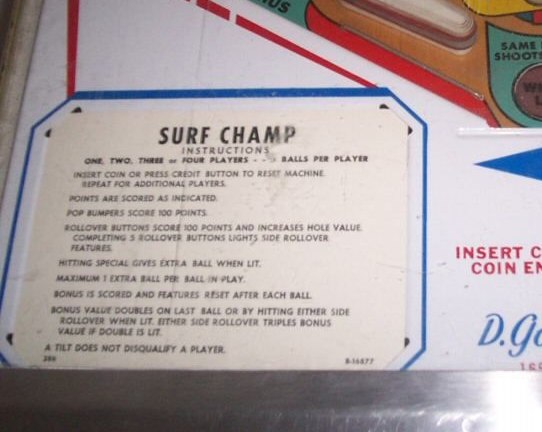 NUS
SAME
SHOOT
SURF CHAMP
INSTRUCTIONS
ONE, TWO, THREE or FOUR PLAYERS - - 5 BALLS PER PLAYER
INSERT COIN OR PRESS CREDIT BUTTON TO RESET MACHINE.
REPEAT FOR ADDITIONAL PLAYERS.
POINTS ARE SCORED AS INDICATED.
POP BUMPERS SCORE 100 POINTS.
ROLLOVER BUTTONS SCORE 100 POINTS AND INCREASES HOLE VALUE.
COMPLETING 5 ROLLOVER BUTTONS LIGHTS SIDE ROLLOVER
FEATURES.
HITTING SPECIAL GIVES EXTRA BALL WHEN LIT.
MAXIMUM 1 EXTRA BALL PER BALL IN PLAY.
BONUS IS SCORED AND FEATURES RESET AFTER EACH BALL.
BONUS VALUE DOUBLES ON LAST BALL OR BY HITTING EITHER SIDE
ROLLOVER WHEN LIT. EITHER SIDE ROLLOVER TRIPLES BONUS
VALUE IF DOUBLE IS LIT.
A TILT DOES NOT DISQUALIFY A PLAYER.
B-16877
INSERT C
COIN EN
D.Go